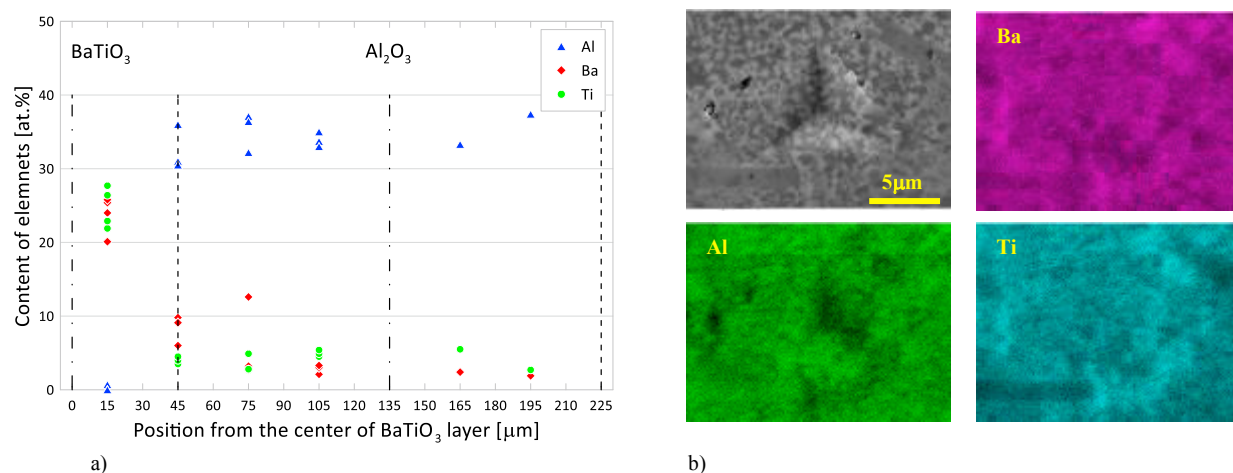 50
40
30
20
10
0
Content of elemnets [at.%]
BaTiO₃
Al₂O₃
Al
Ba
Ti
0 15 30 45 60 75 90 105 120 135 150 165 180 195 210 225
Position from the center of BaTiO₃ layer [μm]
a)
5μm
Ba
Al
Ti
b)